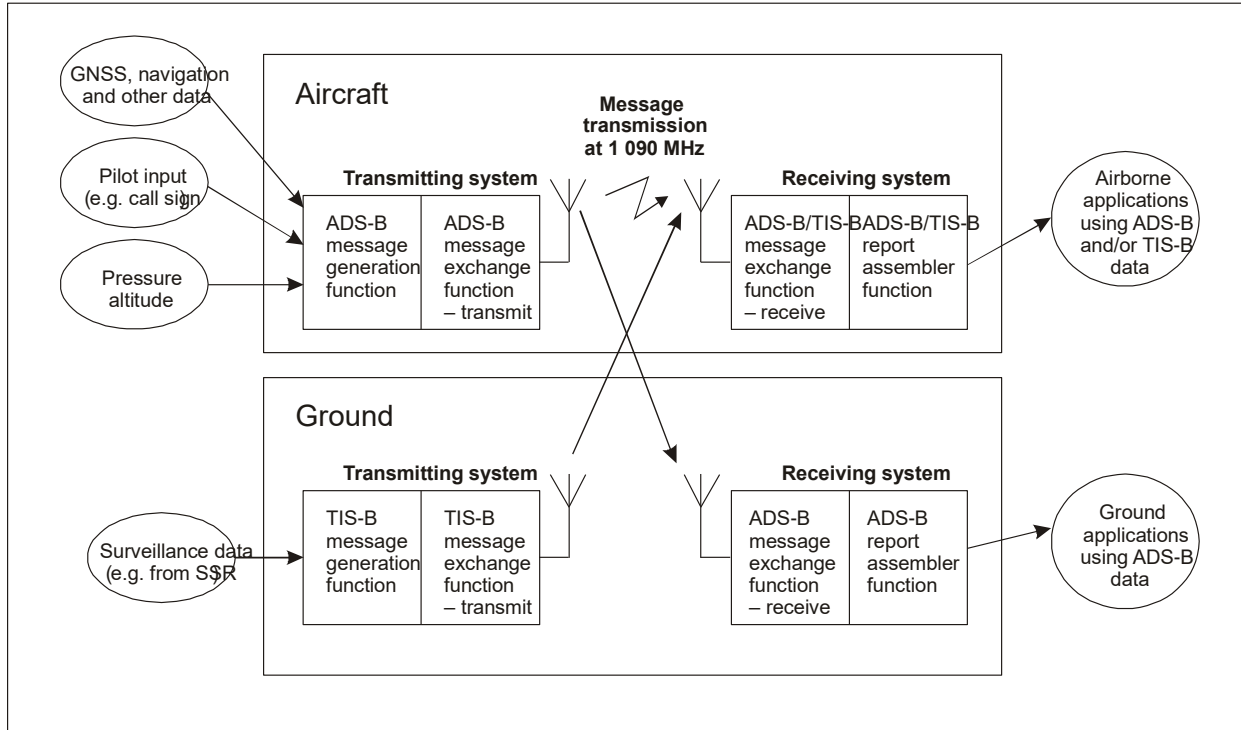 GNSS, navigation
and other data
Pilot input
(e.g. call sign)
Pressure
altitude
Aircraft
Message
transmission
at 1 090 MHz
Transmitting system
ADS-B
message
generation
function
ADS-B
message
exchange
function
– transmit
Receiving system
ADS-B/TIS-B
message
exchange
function
– receive
ADS-B/TIS-B
report
assembler
function
Airborne
applications
using ADS-B
and/or TIS-B
data
Ground
Transmitting system
Surveillance data
(e.g. from SSR)
TIS-B
message
generation
function
TIS-B
message
exchange
function
– transmit
Receiving system
ADS-B
message
exchange
function
– receive
ADS-B
report
assembler
function
Ground
applications
using ADS-B
data